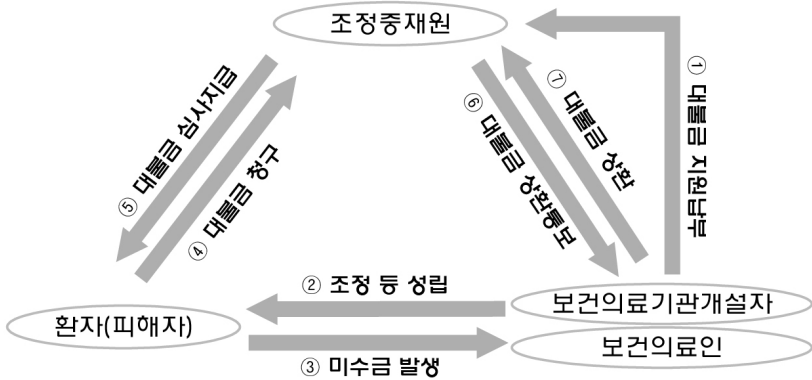 조정중재원
① 대불금 지원납부
⑤ 대불금 심사지급
④ 대불금 청구
⑥ 대불금 상환통보
⑦ 대불금 상환
② 조정 등 성립
보건의료기관개설자
환자(피해자)
보건의료인
③ 미수금 발생